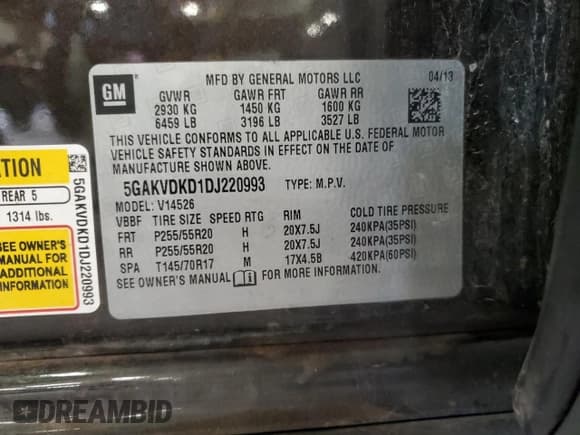 GM
MFD BY GENERAL MOTORS LLC 04/13
GVWR GAWR FRT GAWR RR
2930 KG 1450 KG 1600 KG
6459 LB 3196 LB 3527 LB
THIS VEHICLE CONFORMS TO ALL APPLICABLE U.S. FEDERAL MOTOR
VEHICLE SAFETY STANDARDS IN EFFECT ON THE DATE OF
MANUFACTURE SHOWN ABOVE.
5GAKVDKD1DJ220993 TYPE: M.P.V.
MODEL: V14526
VBBF TIRE SIZE SPEED RTG RIM COLD TIRE PRESSURE
FRT P255/55R20 H 20X7.5J 240KPA(35PSI)
RR P255/55R20 H 20X7.5J 240KPA(35PSI)
SPA T145/70R17 M 17X4.5B 420KPA(60PSI)
SEE OWNER'S MANUAL FOR MORE INFORMATION
ATION
REAR 5
1314 lbs.
SEE OWNER'S
MANUAL FOR
ADDITIONAL
INFORMATION
5GAKVDKD1DJ220993
DREAMBID